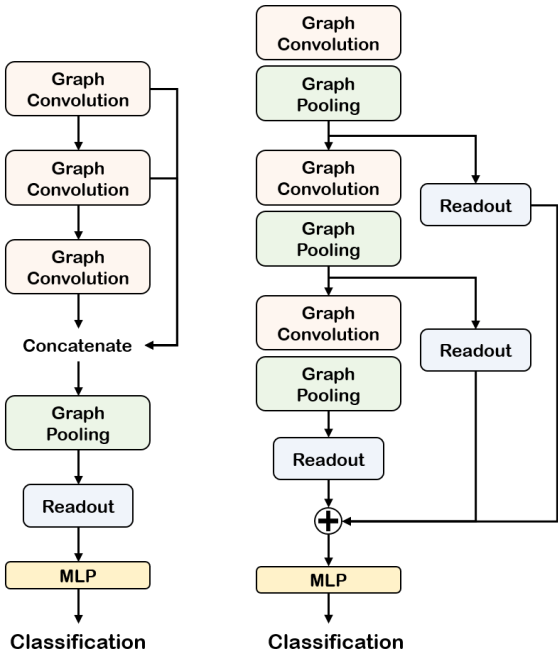 Graph
Convolution
Graph
Convolution
Graph
Convolution
Concatenate
Graph
Pooling
Readout
MLP
Classification
Graph
Convolution
Graph
Pooling
Graph
Convolution
Readout
Graph
Pooling
Graph
Convolution
Readout
Graph
Pooling
Readout
MLP
Classification